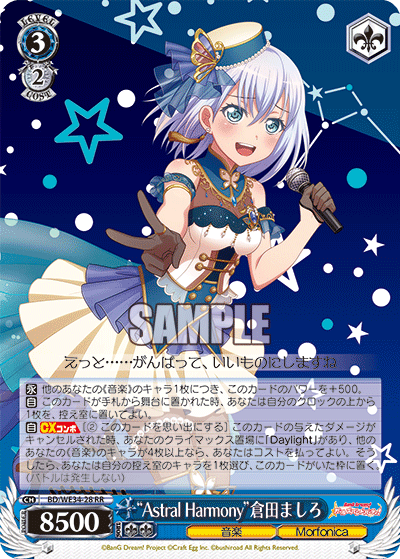 LEVEL
3
2
COST
SAMPLE
えっと……がんばって、いいものにしますね
永 他のあなたの《音楽》のキャラ1枚につき、このカードのパワーを＋500。
自 このカードが手札から舞台に置かれた時、あなたは自分のクロックの上から
1枚を、控え室に置いてよい。
自 CXコンボ [② このカードを思い出にする] このカードの与えたダメージが
キャンセルされた時、あなたのクライマックス置場に「Daylight」があり、他の
あなたの《音楽》のキャラが4枚以上なら、あなたはコストを払ってよい。そう
したら、あなたは自分の控え室のキャラを1枚選び、このカードがいた枠に置く。
(バトルは発生しない)
CH BD/WE34-28 RR
8500
"Astral Harmony"倉田ましろ
音楽 Morfonica
©BanG Dream! Project ©Craft Egg Inc. ©bushiroad All Rights Reserved.